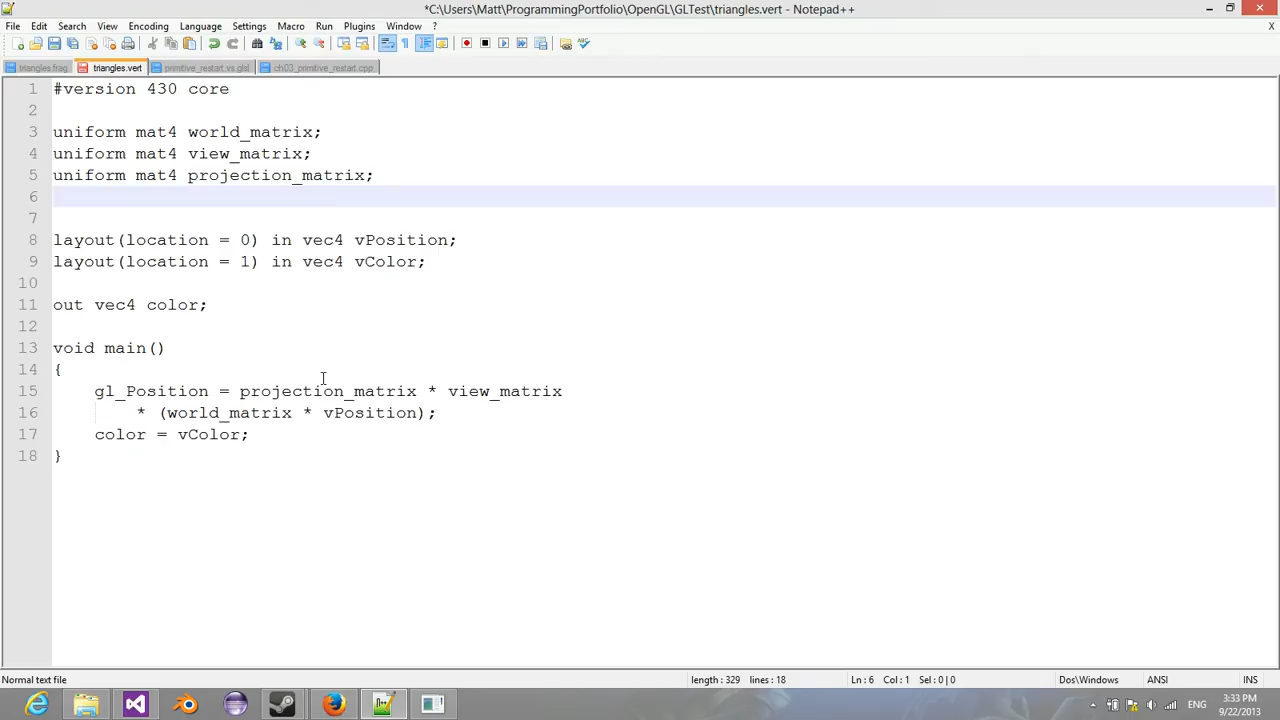 *C:\Users\Matt\ProgrammingPortfolio\OpenGL\GLTest\triangles.vert - Notepad++
File Edit Search View Encoding Language Settings Macro Run Plugins Window ? X
triangles.frag triangles.vert primitive_restart.vs.glsl ch03_primitive_restart.cpp
1 #version 430 core
2
3 uniform mat4 world_matrix;
4 uniform mat4 view_matrix;
5 uniform mat4 projection_matrix;
6
7
8 layout(location = 0) in vec4 vPosition;
9 layout(location = 1) in vec4 vColor;
10
11 out vec4 color;
12
13 void main()
14 {
15 gl_Position = projection_matrix * view_matrix
16 * (world_matrix * vPosition);
17 color = vColor;
18 }
Normal text file length : 329 lines : 18 Ln : 6 Col : 1 Sel : 0 | 0 Dos\Windows ANSI INS
ENG 3:33 PM
9/22/2013